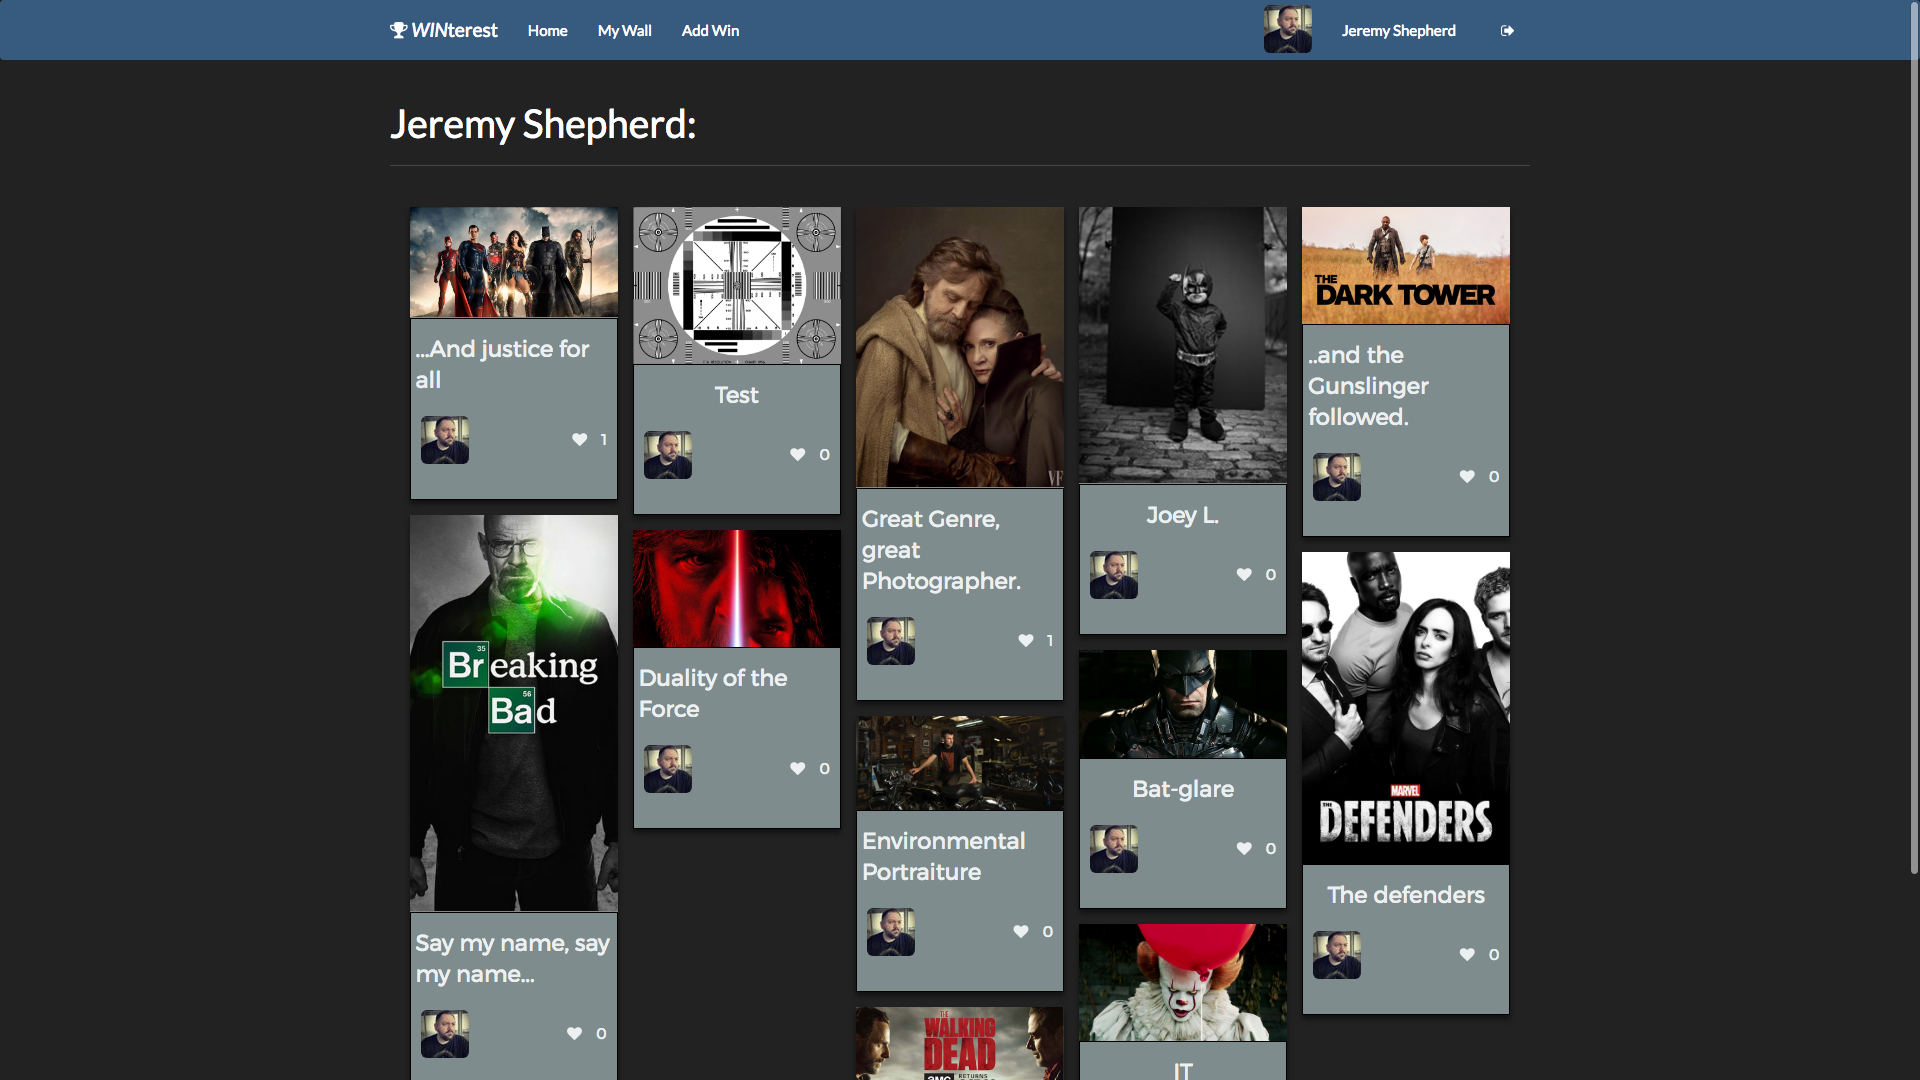 WINterest
Home
My Wall
Add Win
Jeremy Shepherd
Jeremy Shepherd:
...And justice for
all
1
35
Breaking
56
Bad
Say my name, say
my name...
0
Test
0
Duality of the
Force
0
VF
Great Genre,
great
Photographer.
1
Environmental
Portraiture
0
THE
WALKING
DEAD
AMC RETURNS
Joey L.
0
Bat-glare
0
IT
THE
DARK TOWER
..and the
Gunslinger
followed.
0
MARVEL
THE
DEFENDERS
The defenders
0